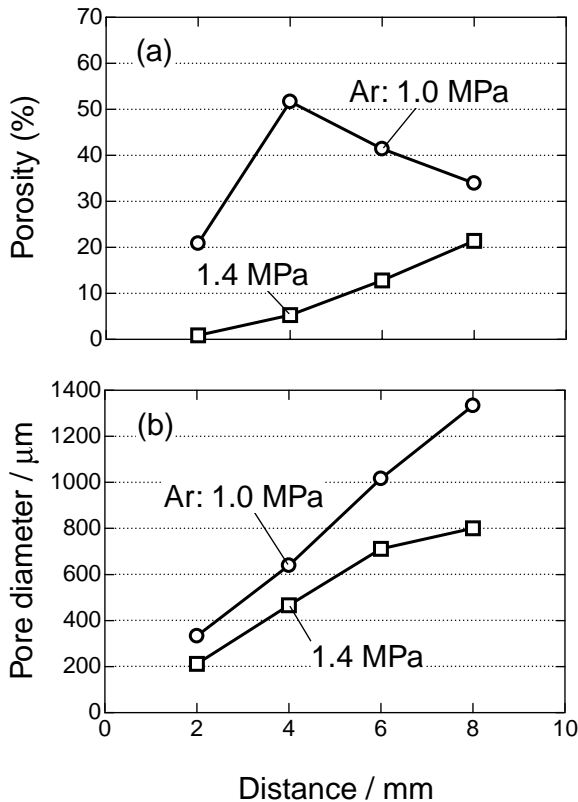 70
60
50
40
30
20
10
0
Porosity (%)
(a)
Ar: 1.0 MPa
1.4 MPa
1400
1200
1000
800
600
400
200
0
Pore diameter / μm
(b)
Ar: 1.0 MPa
1.4 MPa
0 2 4 6 8 10
Distance / mm